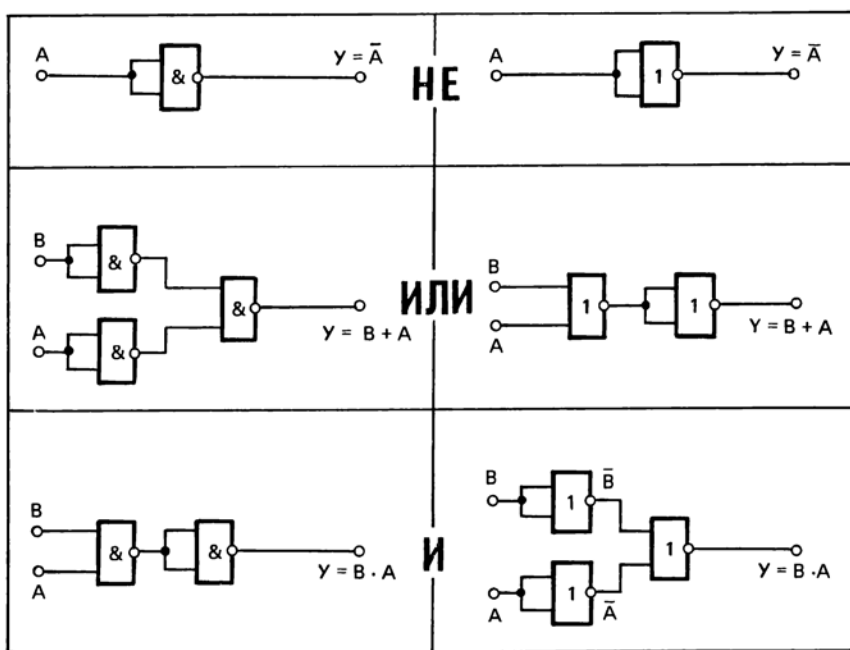 A & Y = Ā
НЕ
A 1 Y = Ā
B &
&
A &
Y = B + A
ИЛИ
B
1 1
A
Y = B + A
B
& &
A
Y = B · A
И
B 1 B̄
1
A 1 Ā
Y = B · A